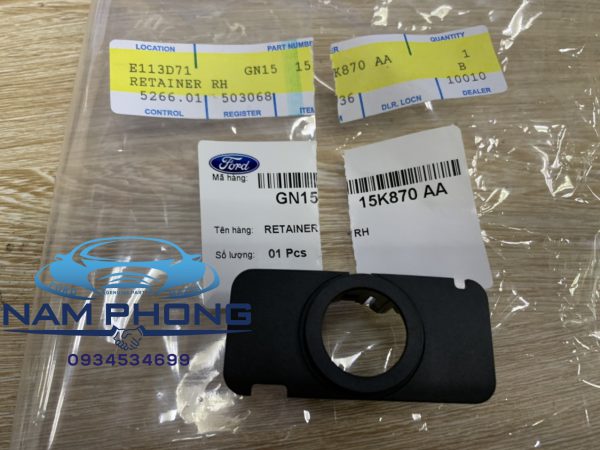 LOCATION PART NUMBER QUANTITY
E113D71 GN15 15K870 AA 1
RETAINER RH B
5266.01 503068 36 10010
CONTROL REGISTER ITEM DLR. LOCN DEALER
Ford
Mã hàng:
GN15 15K870 AA
Tên hàng: RETAINER RH
Số lượng: 01 Pcs
NAM PHONG
0934534699